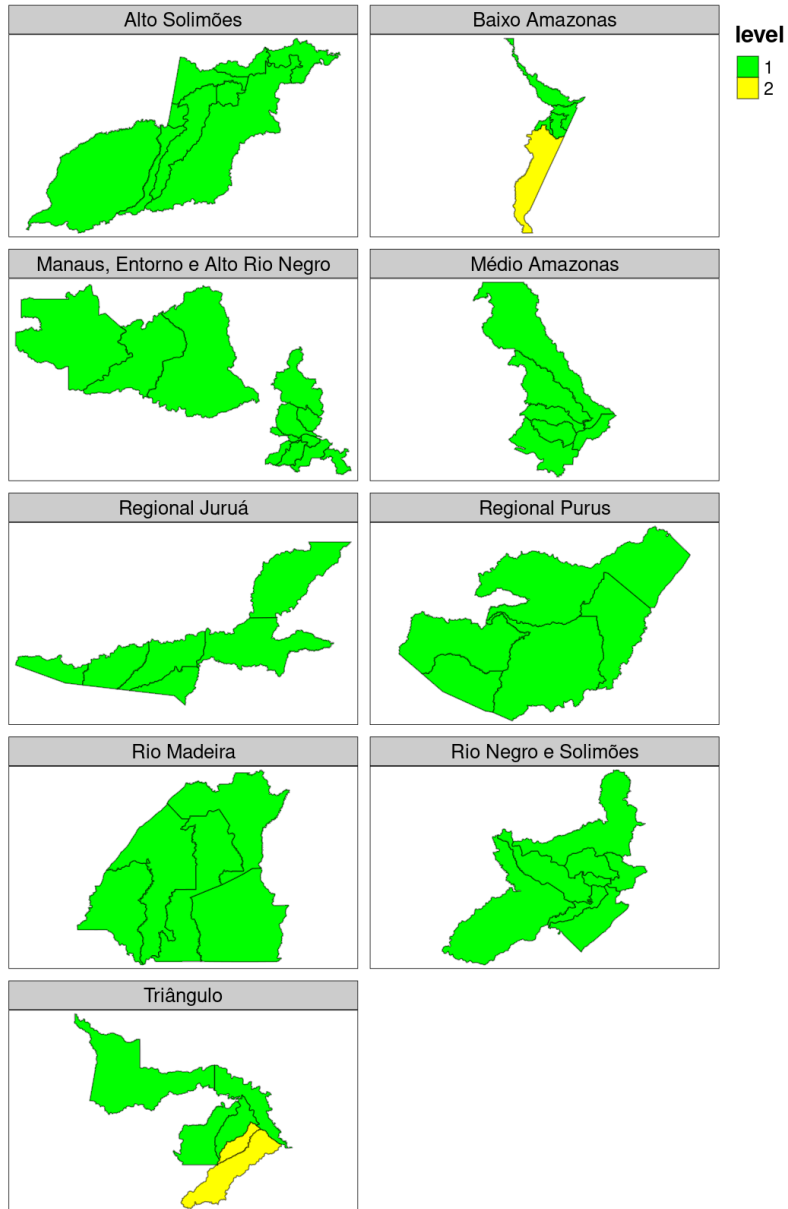 Alto Solimões
Baixo Amazonas
level
1
2
Manaus, Entorno e Alto Rio Negro
Médio Amazonas
Regional Juruá
Regional Purus
Rio Madeira
Rio Negro e Solimões
Triângulo